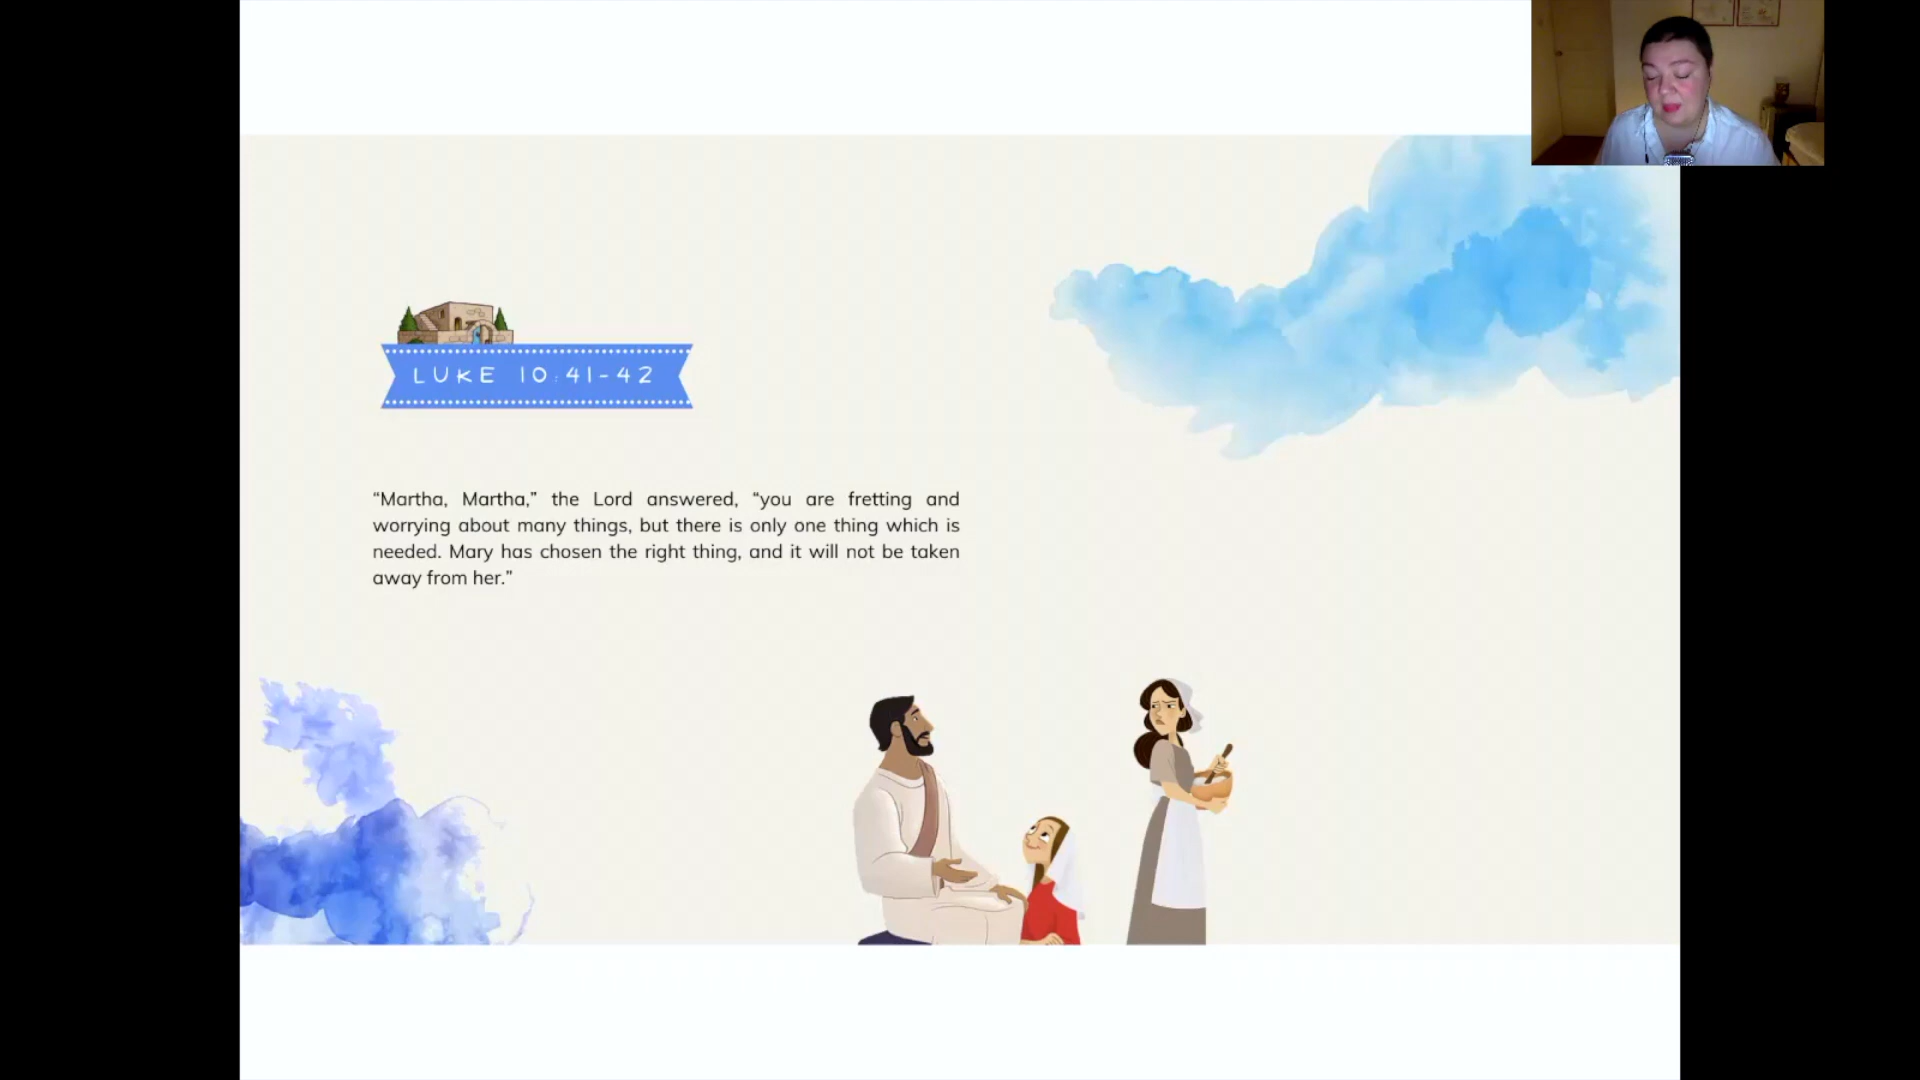 LUKE 10:41-42
“Martha, Martha,” the Lord answered, “you are fretting and
worrying about many things, but there is only one thing which is
needed. Mary has chosen the right thing, and it will not be taken
away from her.”